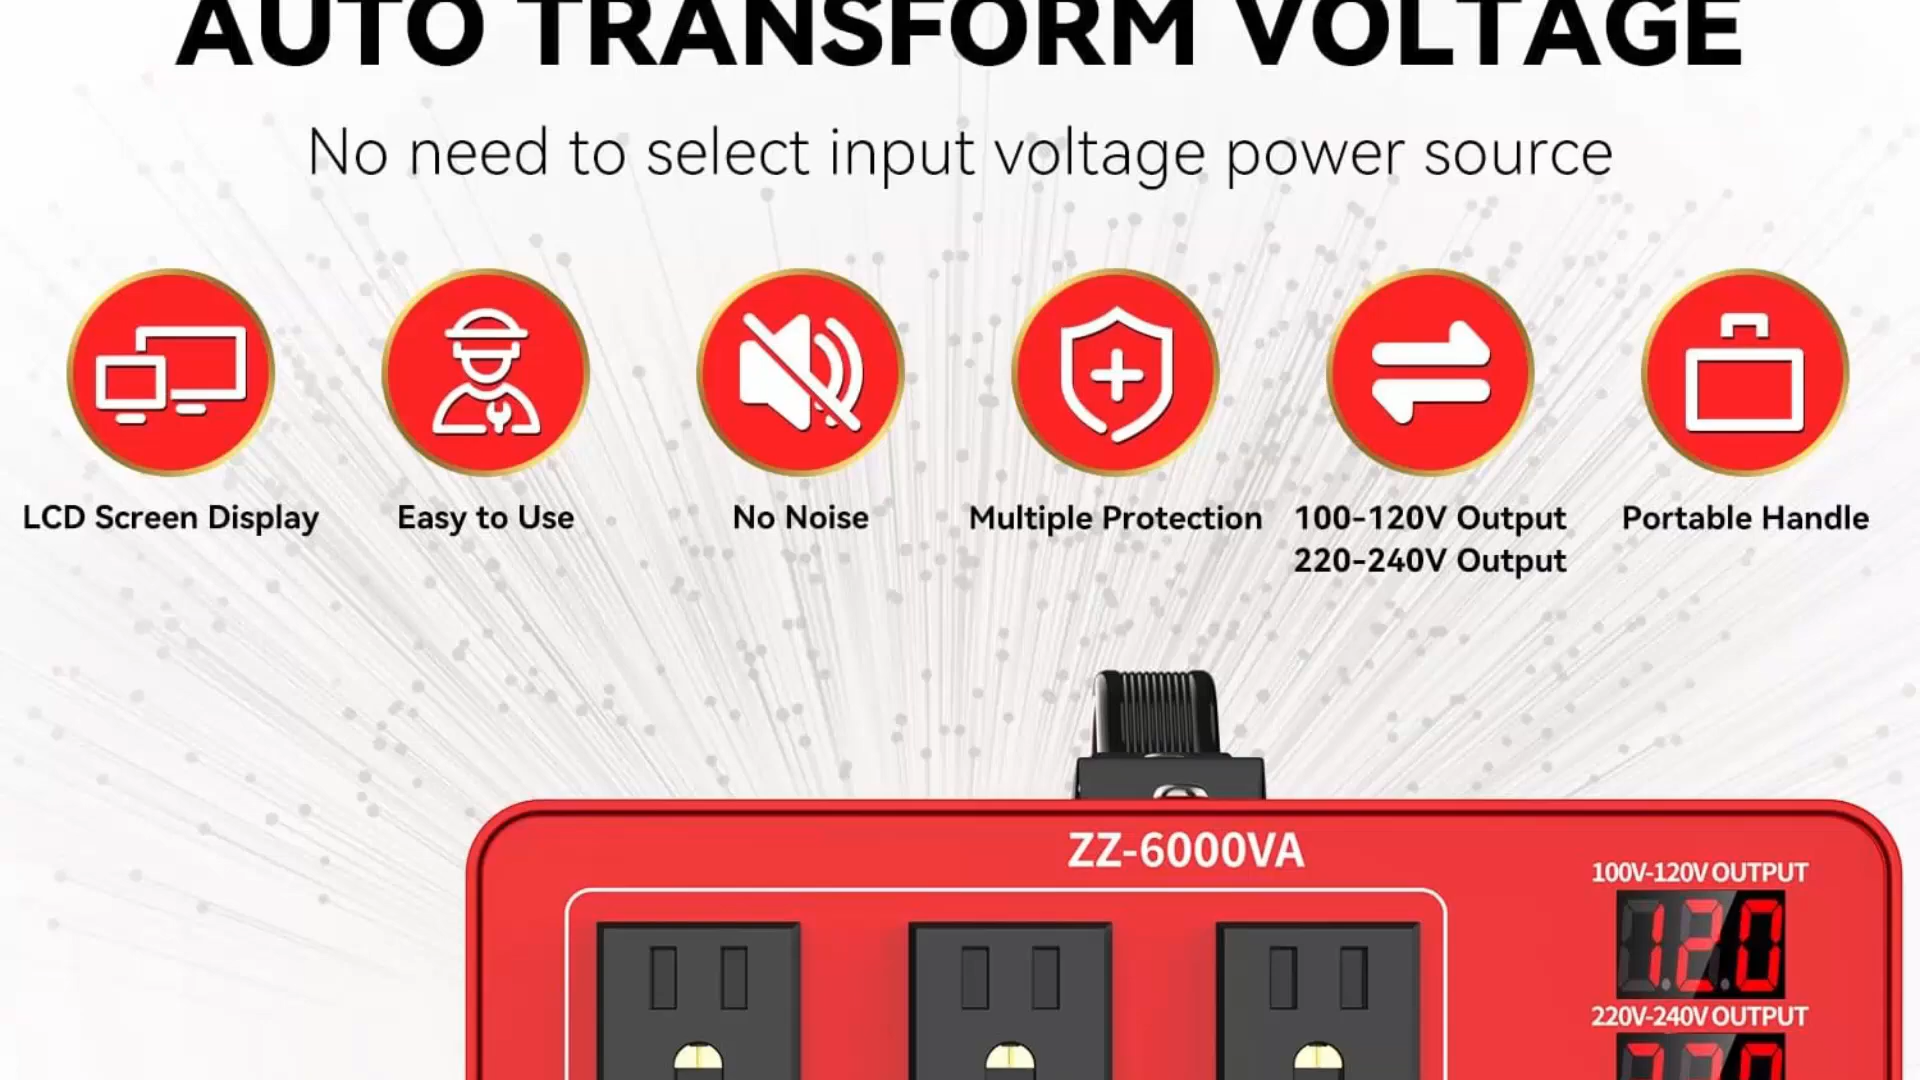 AUTO TRANSFORM VOLTAGE
No need to select input voltage power source
LCD Screen Display
Easy to Use
No Noise
Multiple Protection
100-120V Output
220-240V Output
Portable Handle
ZZ-6000VA
100V-120V OUTPUT
120
220V-240V OUTPUT